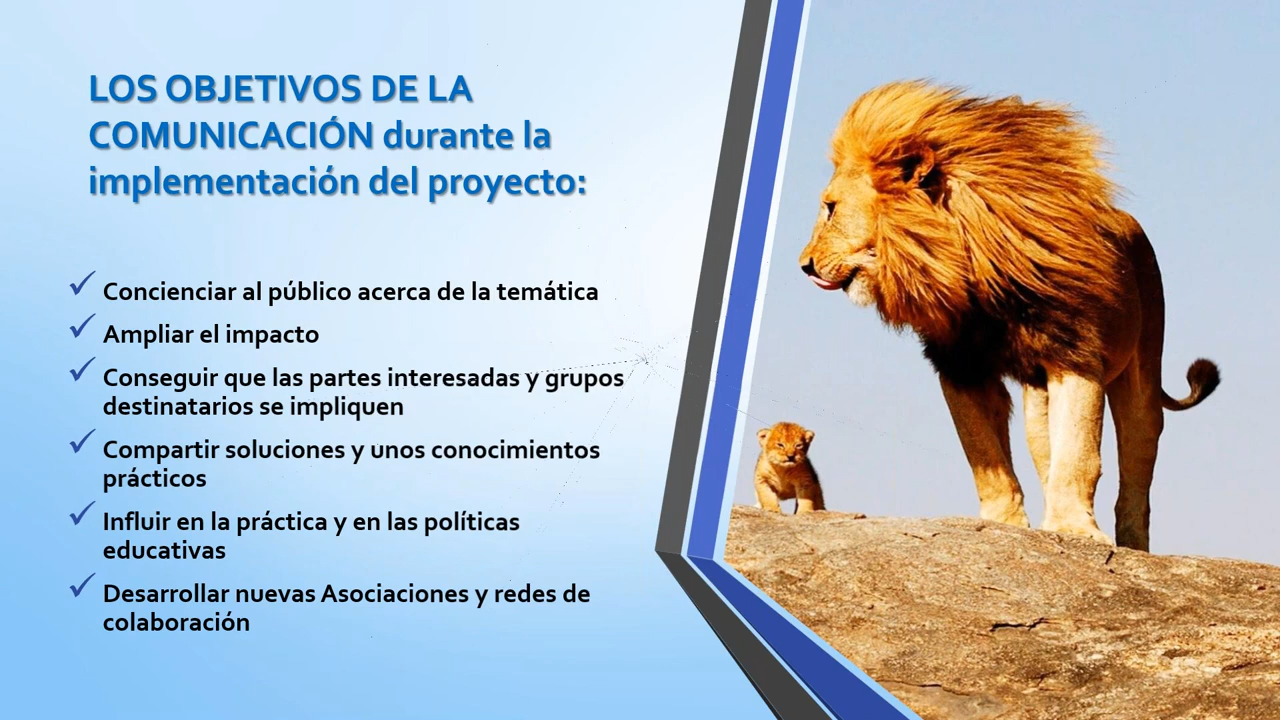 LOS OBJETIVOS DE LA
COMUNICACIÓN durante la
implementación del proyecto:
Concienciar al público acerca de la temática
Ampliar el impacto
Conseguir que las partes interesadas y grupos
destinatarios se impliquen
Compartir soluciones y unos conocimientos
prácticos
Influir en la práctica y en las políticas
educativas
Desarrollar nuevas Asociaciones y redes de
colaboración